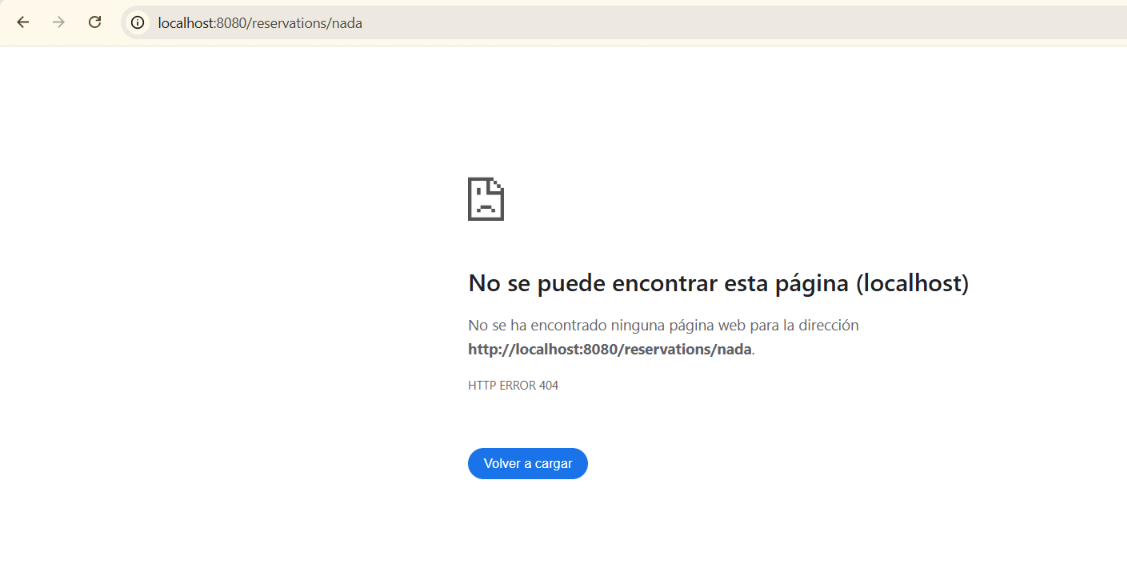 localhost:8080/reservations/nada
No se puede encontrar esta página (localhost)
No se ha encontrado ninguna página web para la dirección
http://localhost:8080/reservations/nada.
HTTP ERROR 404
Volver a cargar